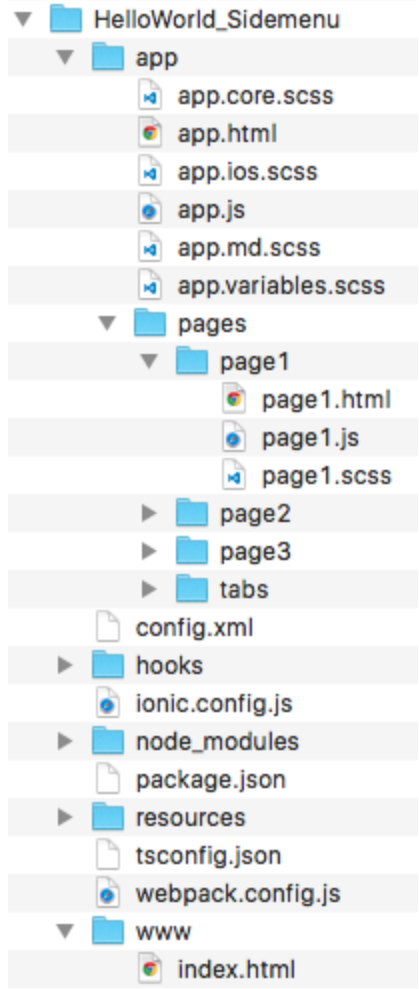 HelloWorld_Sidemenu
app
app.core.scss
app.html
app.ios.scss
app.js
app.md.scss
app.variables.scss
pages
page1
page1.html
page1.js
page1.scss
page2
page3
tabs
config.xml
hooks
ionic.config.js
node_modules
package.json
resources
tsconfig.json
webpack.config.js
www
index.html